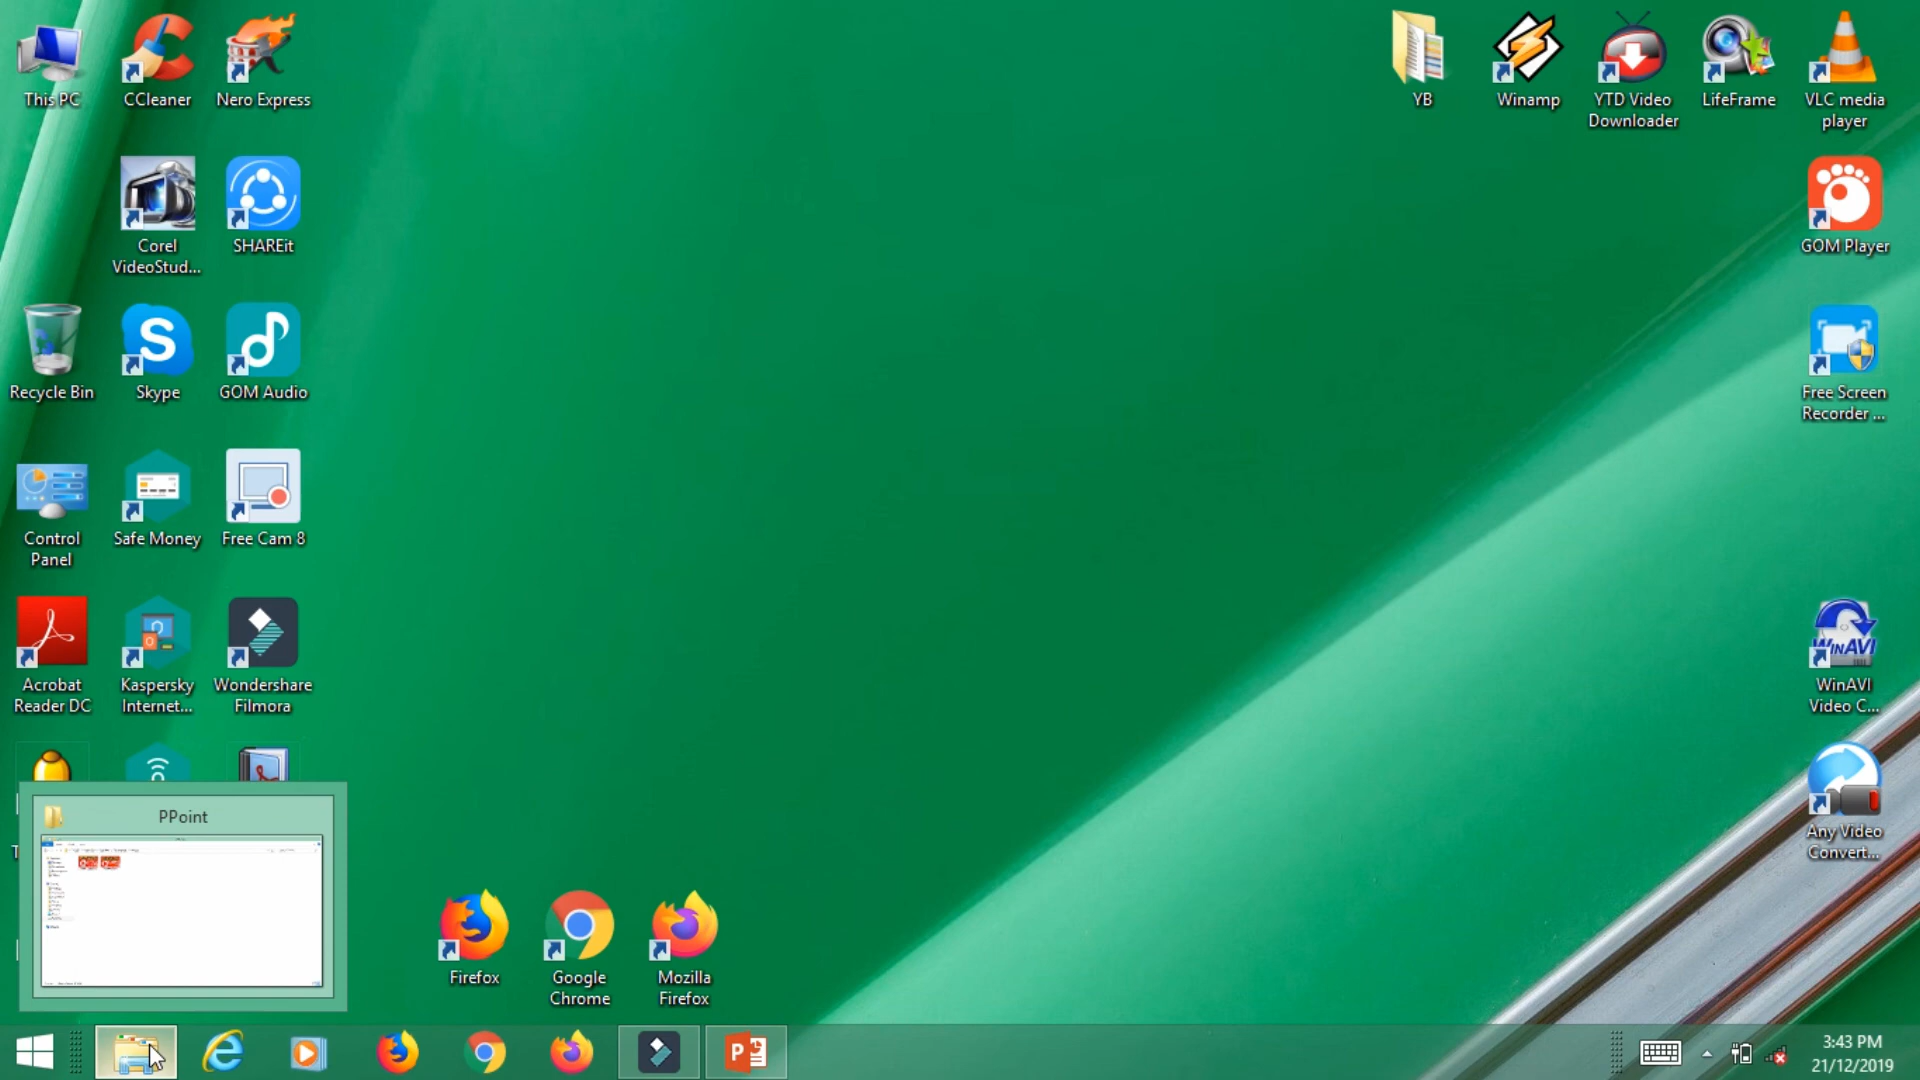 This PC
CCleaner
Nero Express
YB
Winamp
YTD Video
Downloader
LifeFrame
VLC media
player
Corel
VideoStud...
SHAREit
GOM Player
Recycle Bin
Skype
GOM Audio
Free Screen
Recorder ...
Control
Panel
Safe Money
Free Cam 8
Acrobat
Reader DC
Kaspersky
Internet...
Wondershare
Filmora
WinAVI
WinAVI
Video C...
PPoint
Any Video
Convert...
Firefox
Google
Chrome
Mozilla
Firefox
3:43 PM
21/12/2019